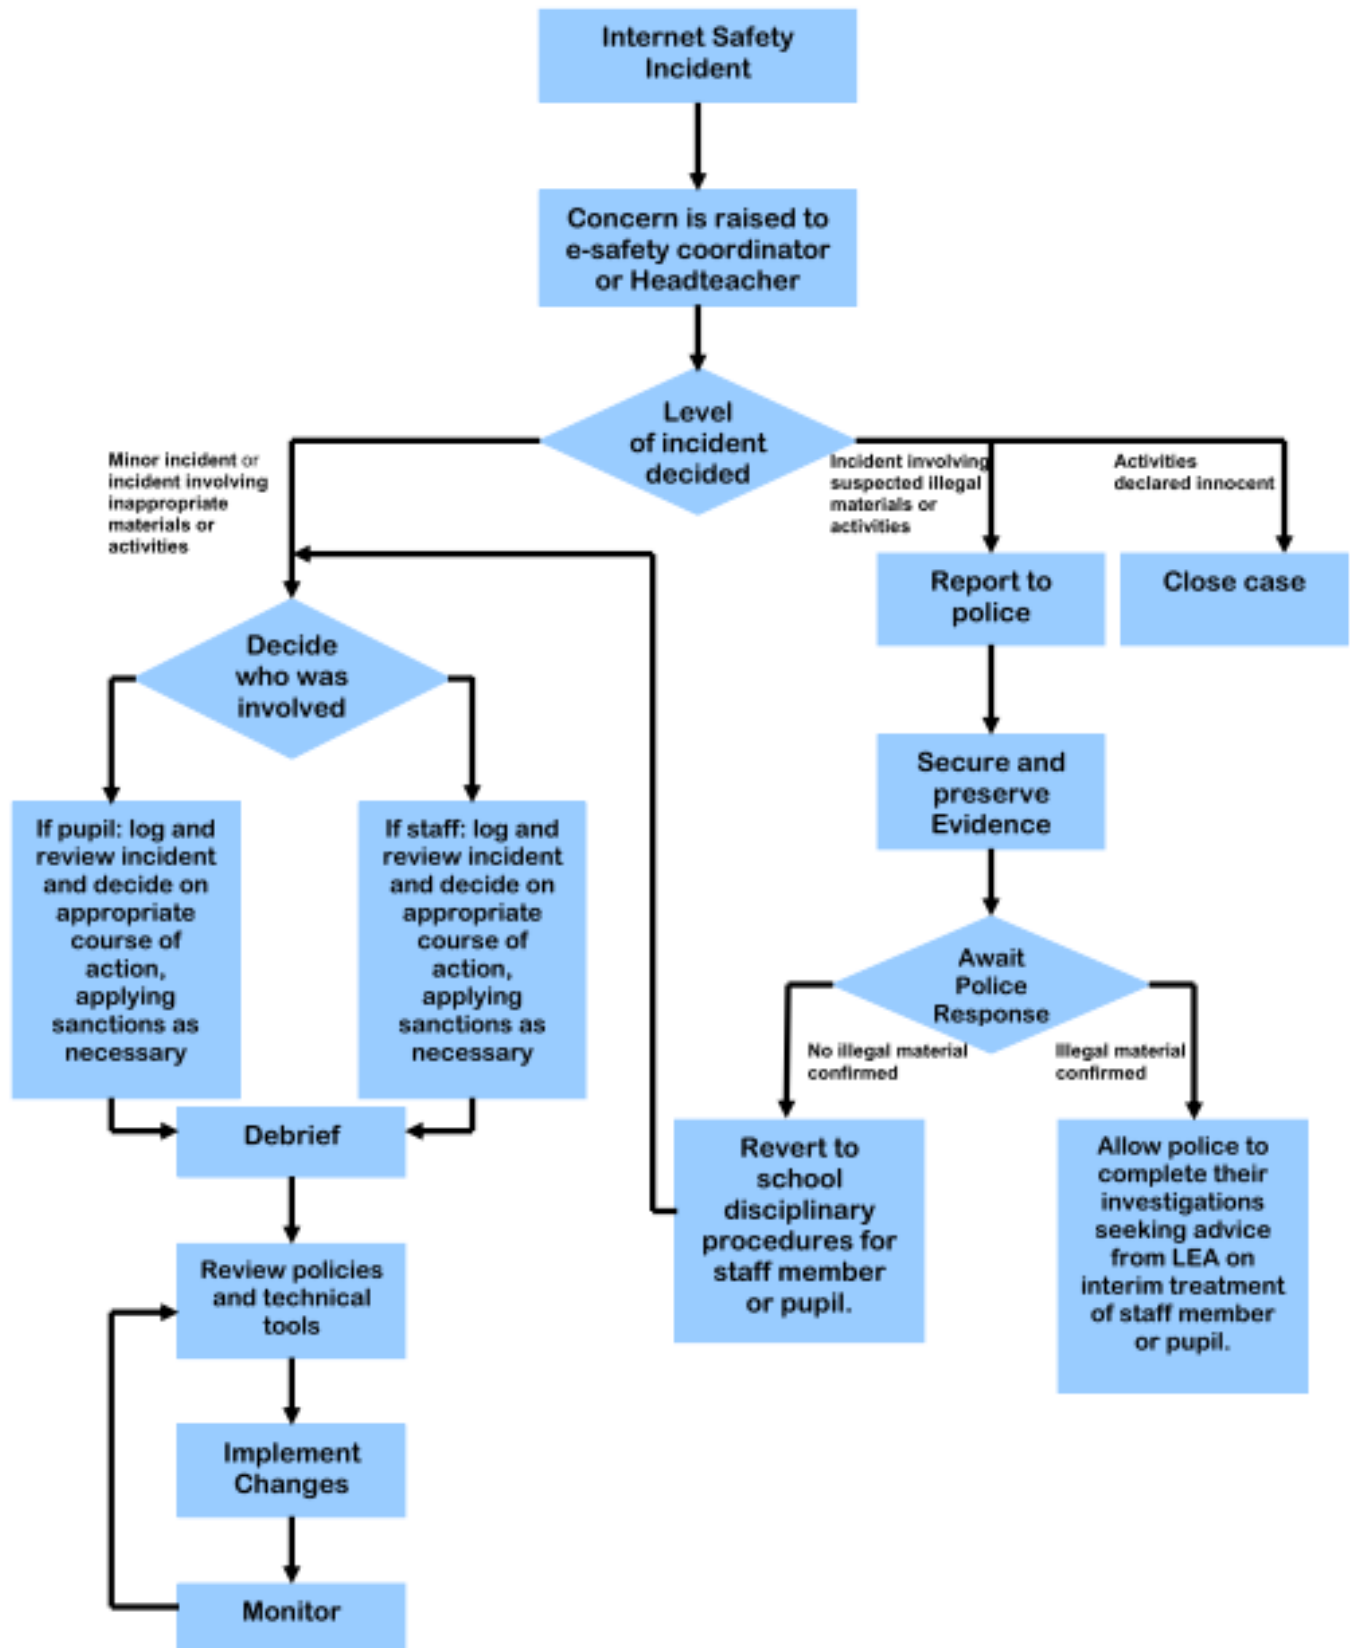 Internet Safety
Incident
Concern is raised to
e-safety coordinator
or Headteacher
Level
of incident
decided
Minor incident or
incident involving
inappropriate
materials or
activities
Incident involving
suspected illegal
materials or
activities
Activities
declared innocent
Report to
police
Close case
Decide
who was
involved
Secure and
preserve
Evidence
If pupil: log and
review incident
and decide on
appropriate
course of
action,
applying
sanctions as
necessary
If staff: log and
review incident
and decide on
appropriate
course of
action,
applying
sanctions as
necessary
Await
Police
Response
No illegal material
confirmed
Illegal material
confirmed
Debrief
Revert to
school
disciplinary
procedures for
staff member
or pupil.
Allow police to
complete their
investigations
seeking advice
from LEA on
interim treatment
of staff member
or pupil.
Review policies
and technical
tools
Implement
Changes
Monitor